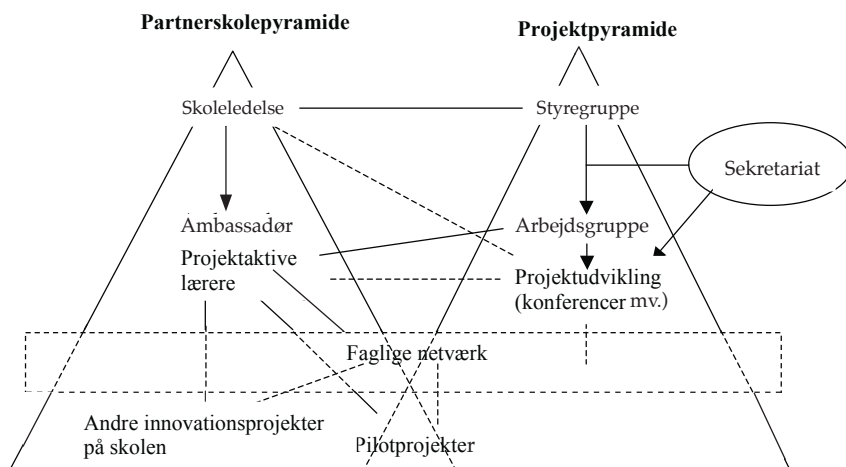 Partnerskolepyramide
Projektpyramide
Skoleledelse
Styregruppe
Sekretariat
Ambassadør
Arbejdsgruppe
Projektaktive
lærere
Projektudvikling
(konferencer mv.)
Faglige netværk
Andre innovationsprojekter
på skolen
Pilotprojekter